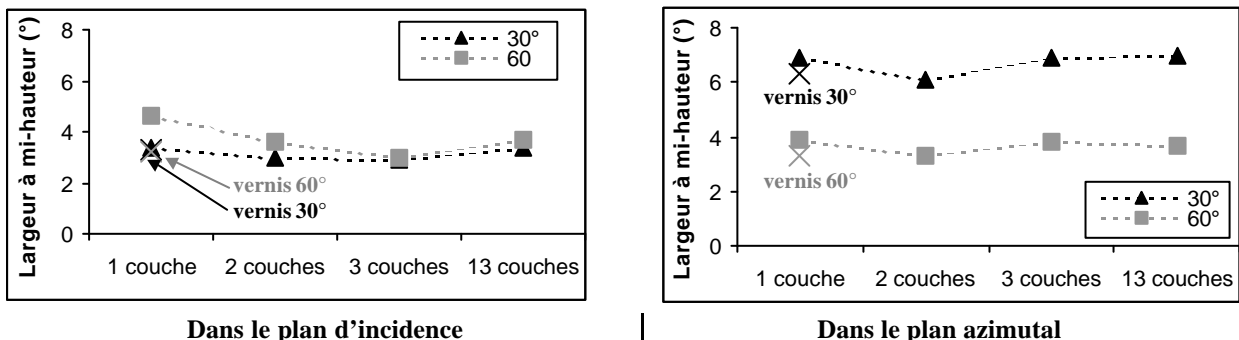 Largeur à mi-hauteur (°)
8
6
4
2
0
30°
60
vernis 60°
vernis 30°
1 couche
2 couches
3 couches
13 couches
Dans le plan d'incidence
Largeur à mi-hauteur (°)
8
6
4
2
0
vernis 30°
vernis 60°
30°
60°
1 couche
2 couches
3 couches
13 couches
Dans le plan azimutal